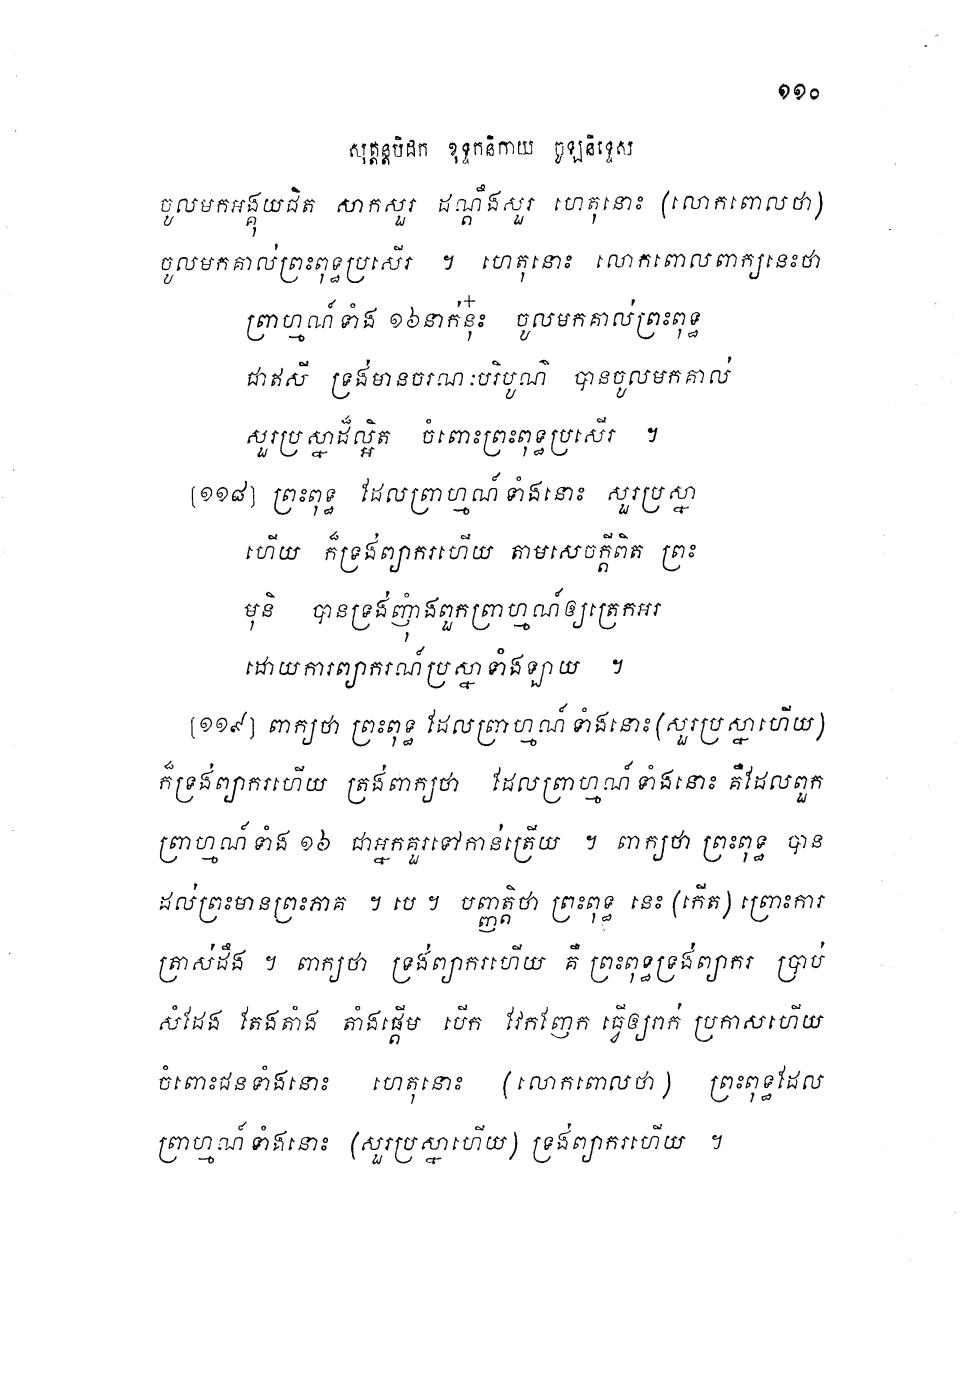 ១១០
សុត្តន្តបិដក ខុទ្ទកនិកាយ ចូឡនិទ្ទេស
ចូលមកអង្គុយជិត សាកសួរ ដណ្តឹងសួរ ហេតុនោះ (លោកពោលថា)
ចូលមកគាល់ព្រះពុទ្ធប្រសើរ ។ ហេតុនោះ លោកពោលពាក្យនេះថា
ព្រាហ្មណ៍ទាំង ១៦នាក់នុ៎ះ ចូលមកគាល់ព្រះពុទ្ធ
ជាឥសី ទ្រង់មានចរណៈបរិបូណ៌ បានចូលមកគាល់
សួរប្រស្នាដ៏ល្អិត ចំពោះព្រះពុទ្ធប្រសើរ ។
[១១៨] ព្រះពុទ្ធ ដែលព្រាហ្មណ៍ទាំងនោះ សួរប្រស្នា
ហើយ ក៏ទ្រង់ព្យាករហើយ តាមសេចក្តីពិត ព្រះ
មុនិ បានទ្រង់ញុំាងពួកព្រាហ្មណ៍ឲ្យត្រេកអរ
ដោយការព្យាករណ៍ប្រស្នាទាំងឡាយ ។
[១១៩] ពាក្យថា ព្រះពុទ្ធ ដែលព្រាហ្មណ៍ទាំងនោះ(សួរប្រស្នាហើយ)
ក៏ទ្រង់ព្យាករហើយ ត្រង់ពាក្យថា ដែលព្រាហ្មណ៍ទាំងនោះ គឺដែលពួក
ព្រាហ្មណ៍ទាំង ១៦ ជាអ្នកគួរទៅកាន់ត្រើយ ។ ពាក្យថា ព្រះពុទ្ធ បាន
ដល់ព្រះមានព្រះភាគ ។ បេ ។ បញ្ញត្តិថា ព្រះពុទ្ធ នេះ (កើត) ព្រោះការ
ត្រាស់ដឹង ។ ពាក្យថា ទ្រង់ព្យាករហើយ គឺ ព្រះពុទ្ធទ្រង់ព្យាករ ប្រាប់
សំដែង តែងតាំង តាំងផ្តើម បើក វែកញែក ធ្វើឲ្យរាក់ ប្រកាសហើយ
ចំពោះជនទាំងនោះ ហេតុនោះ (លោកពោលថា) ព្រះពុទ្ធដែល
ព្រាហ្មណ៍ទាំងនោះ (សួរប្រស្នាហើយ) ទ្រង់ព្យាករហើយ ។